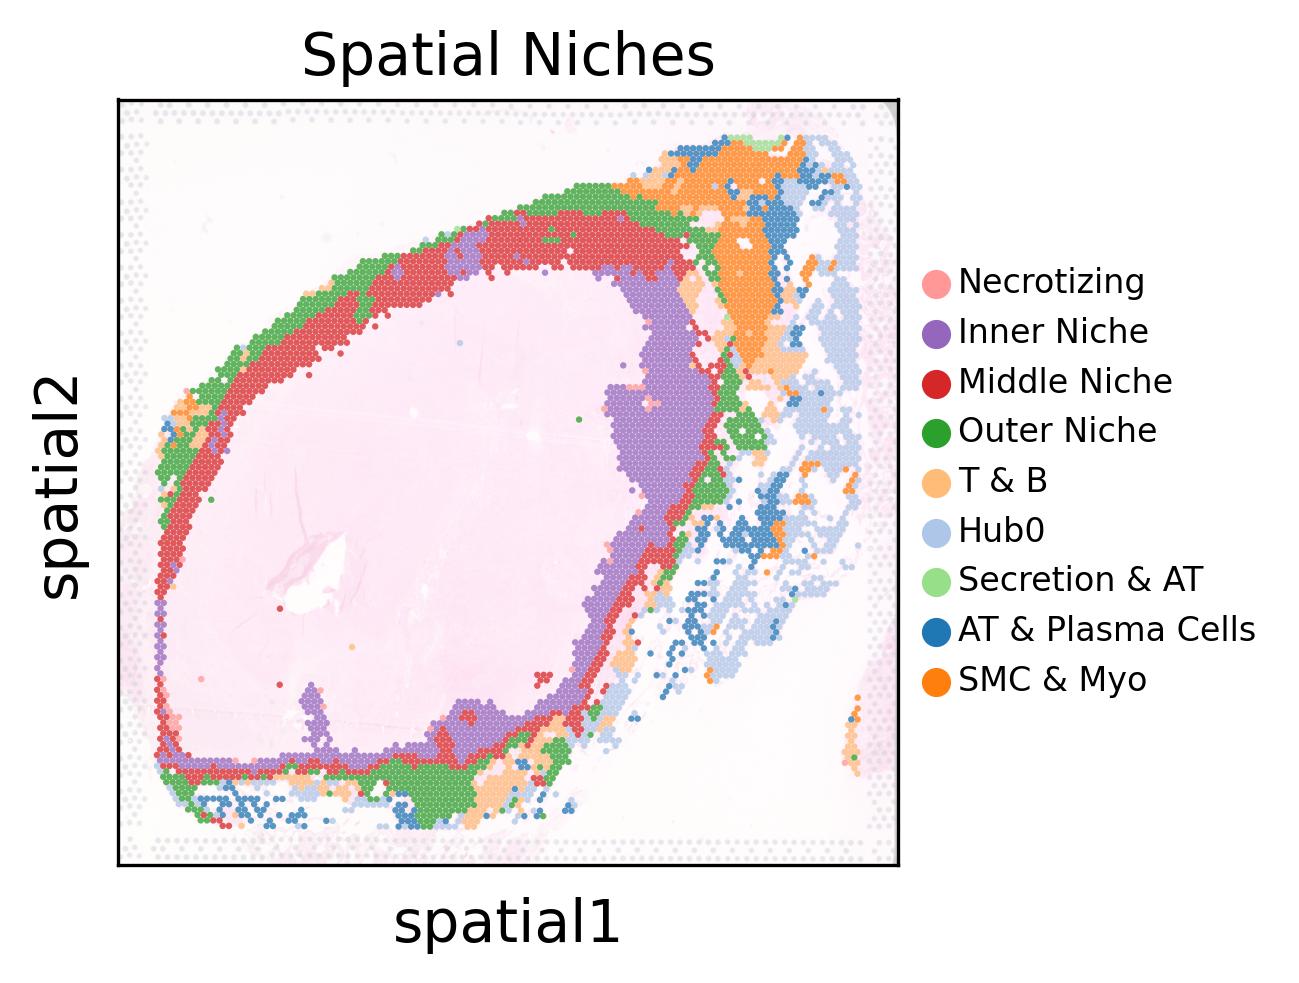 Spatial Niches
spatial2
Necrotizing
Inner Niche
Middle Niche
Outer Niche
T & B
Hub0
Secretion & AT
AT & Plasma Cells
SMC & Myo
spatial1